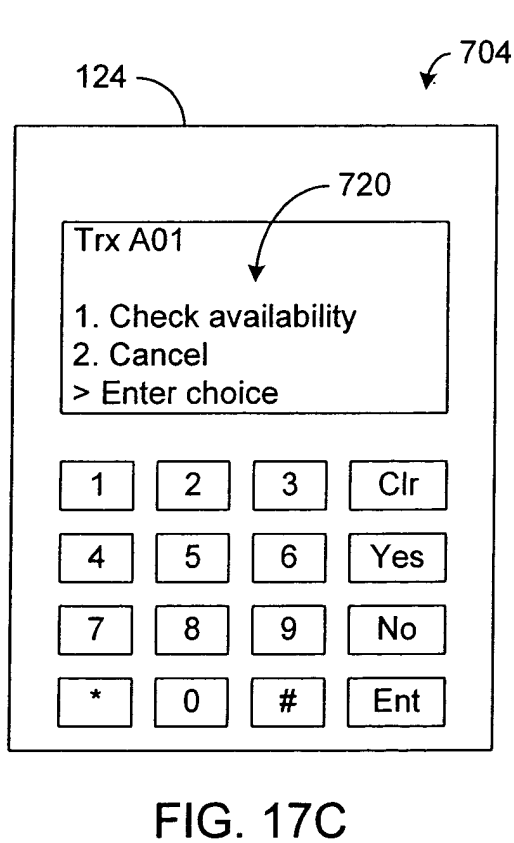 704
124
720
Trx A01
1. Check availability
2. Cancel
> Enter choice
1 2 3 Clr
4 5 6 Yes
7 8 9 No
* 0 # Ent
FIG. 17C